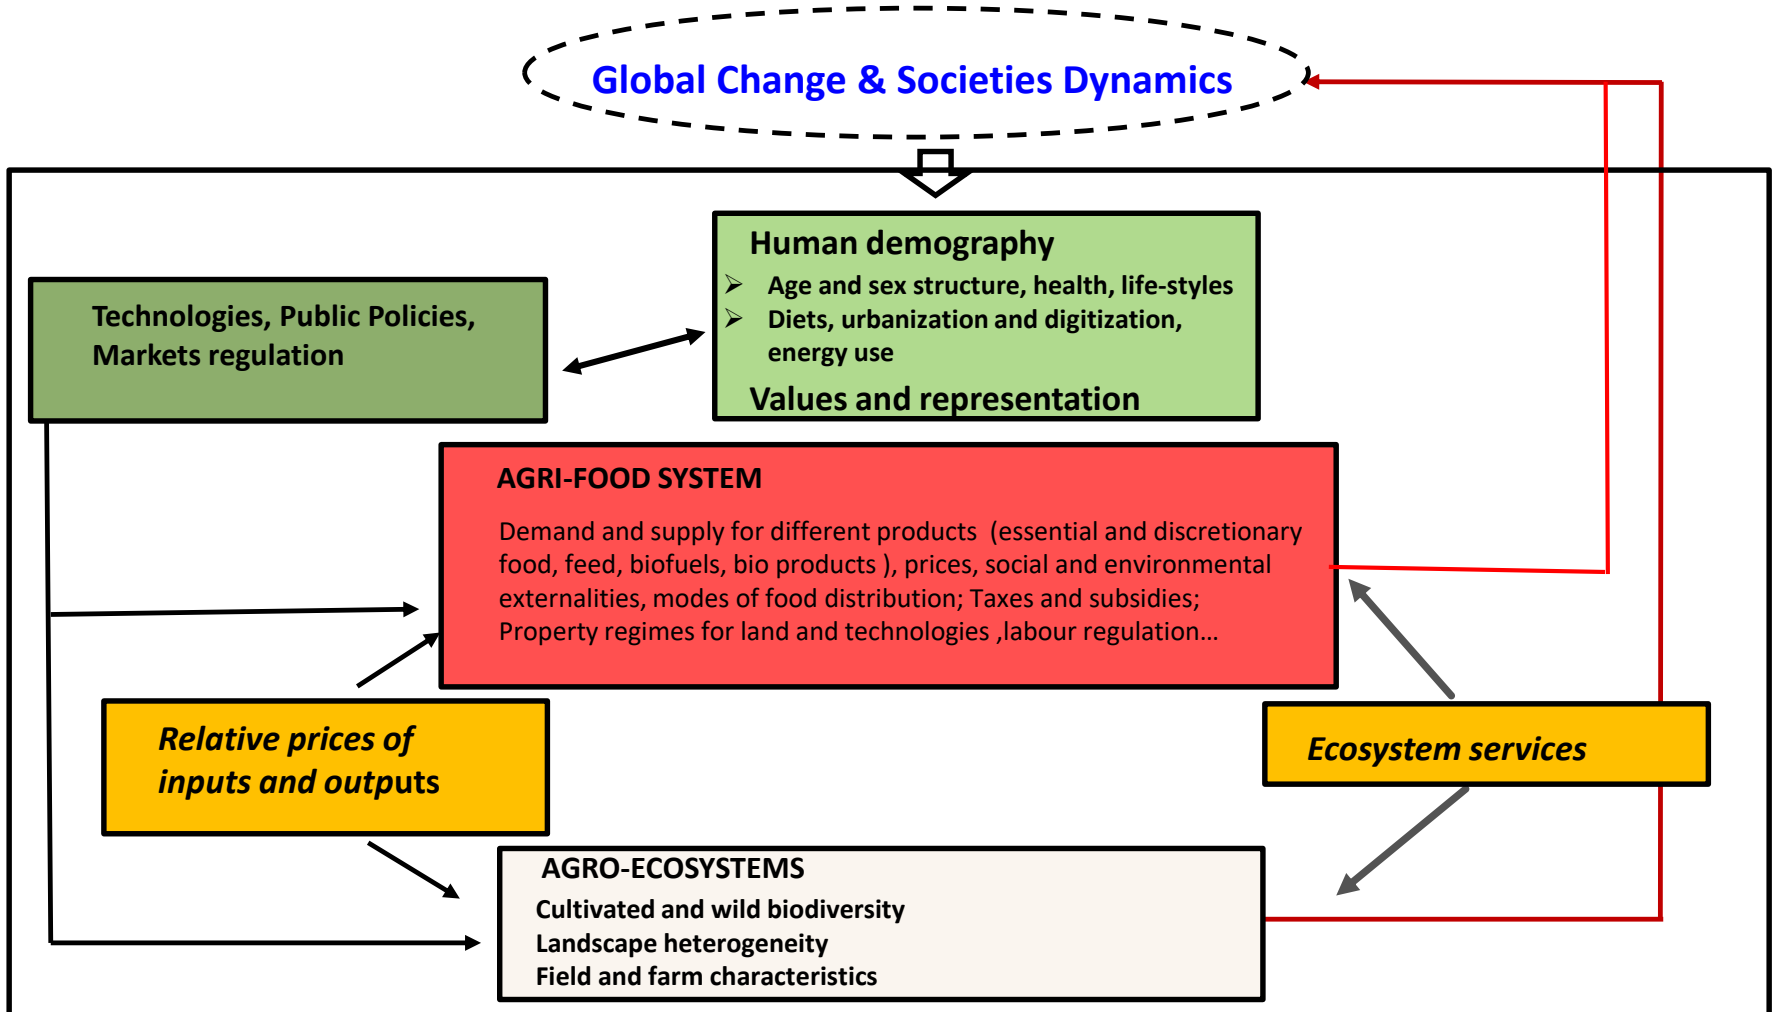 Global Change & Societies Dynamics
Human demography
➢ Age and sex structure, health, life-styles
➢ Diets, urbanization and digitization,
energy use
Values and representation
Technologies, Public Policies,
Markets regulation
AGRI-FOOD SYSTEM
Demand and supply for different products (essential and discretionary
food, feed, biofuels, bio products ), prices, social and environmental
externalities, modes of food distribution; Taxes and subsidies;
Property regimes for land and technologies ,labour regulation...
Relative prices of
inputs and outputs
Ecosystem services
AGRO-ECOSYSTEMS
Cultivated and wild biodiversity
Landscape heterogeneity
Field and farm characteristics